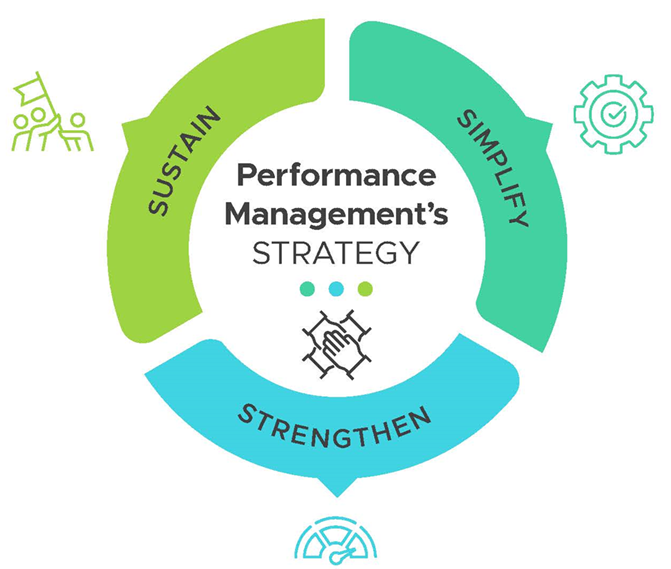 Performance
Management's
STRATEGY
SIMPLIFY
STRENGTHEN
SUSTAIN